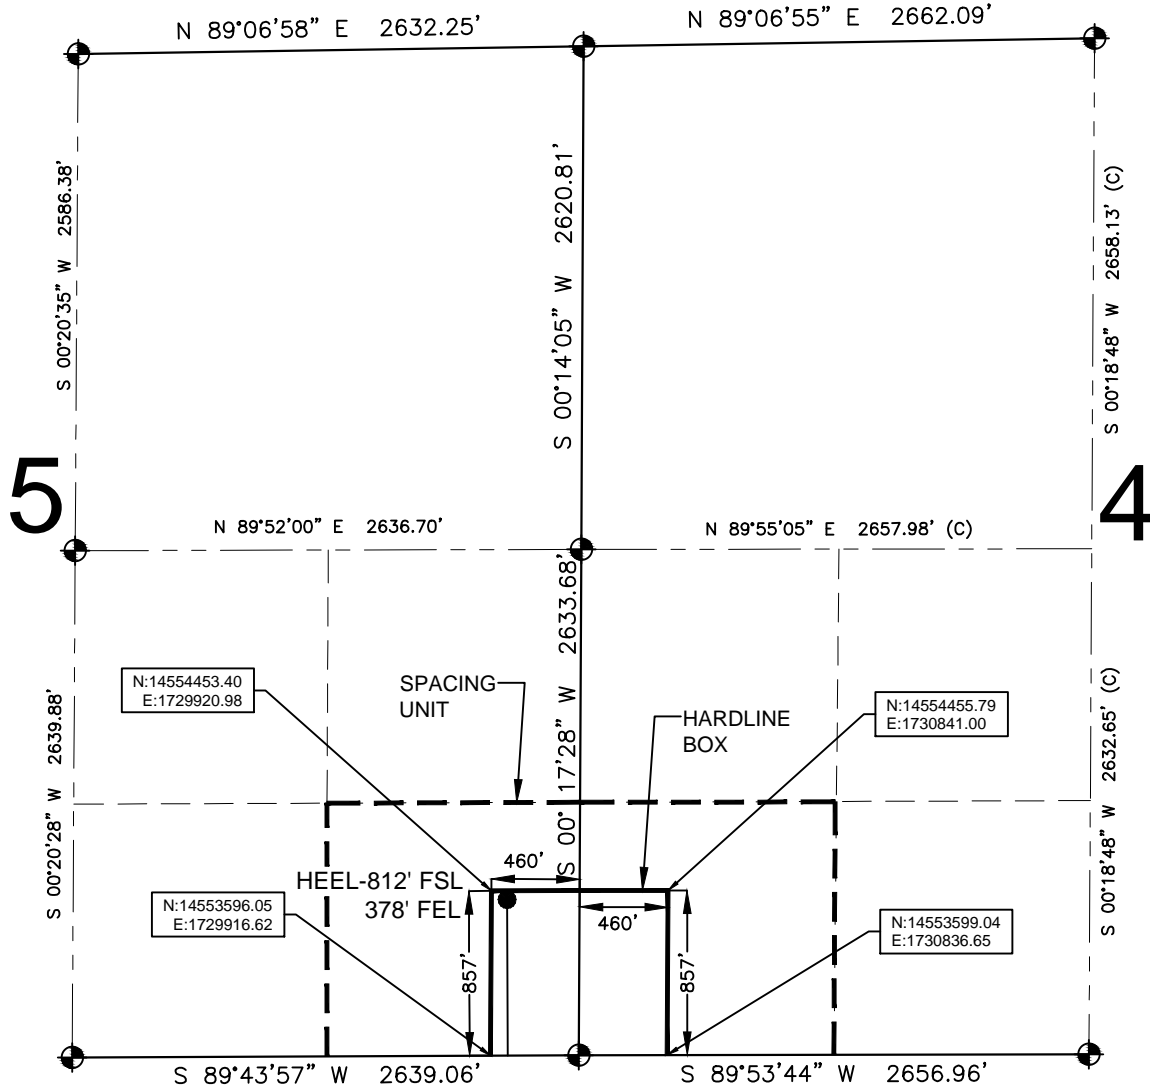 N 89°06'58" E 2632.25'
N 89°06'55" E 2662.09'
S 00°20'35" W 2586.38'
S 00°14'05" W 2620.81'
S 00°18'48" W 2658.13' (C)
5
4
N 89°52'00" E 2636.70'
N 89°55'05" E 2657.98' (C)
S 00°20'28" W 2639.88'
S 00°17'28" W 2633.68'
S 00°18'48" W 2632.65' (C)
N:14554453.40
E:1729920.98
SPACING
UNIT
HARDLINE
BOX
N:14554455.79
E:1730841.00
460'
HEEL-812' FSL
378' FEL
460'
N:14553596.05
E:1729916.62
857'
857'
N:14553599.04
E:1730836.65
S 89°43'57" W 2639.06'
S 89°53'44" W 2656.96'